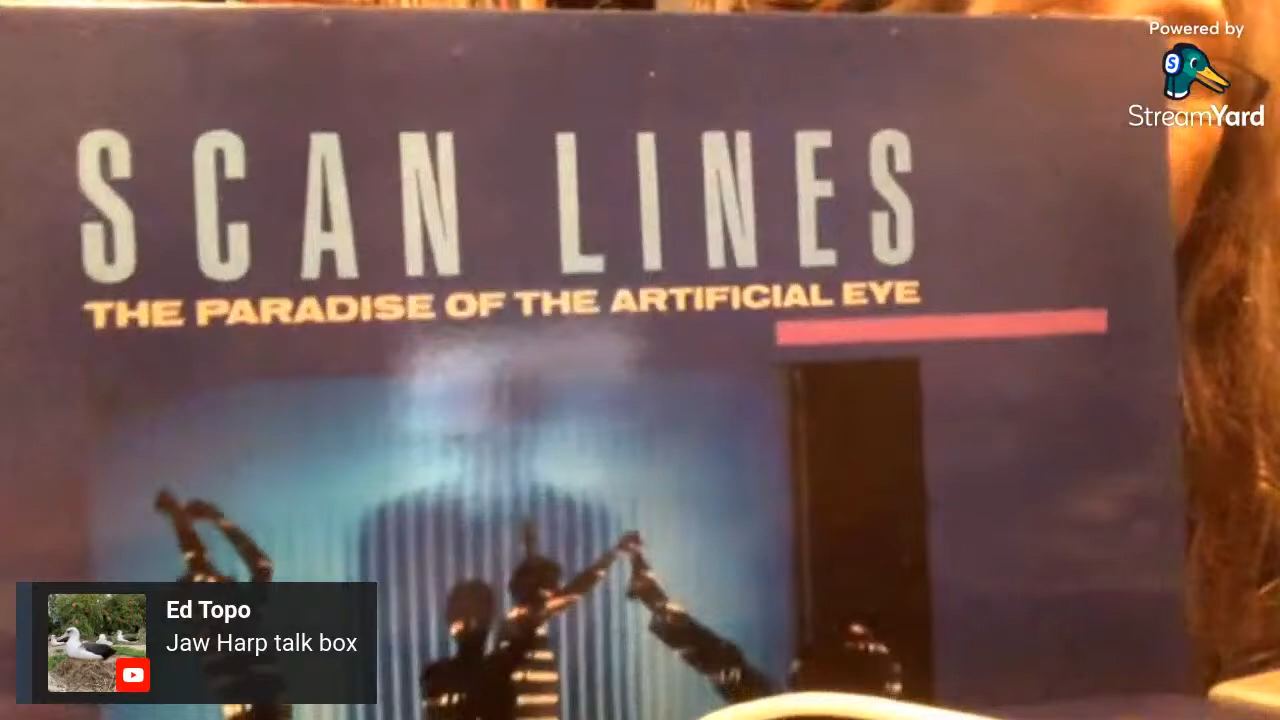 Powered by
StreamYard
SCAN LINES
THE PARADISE OF THE ARTIFICIAL EYE
Ed Topo
Jaw Harp talk box